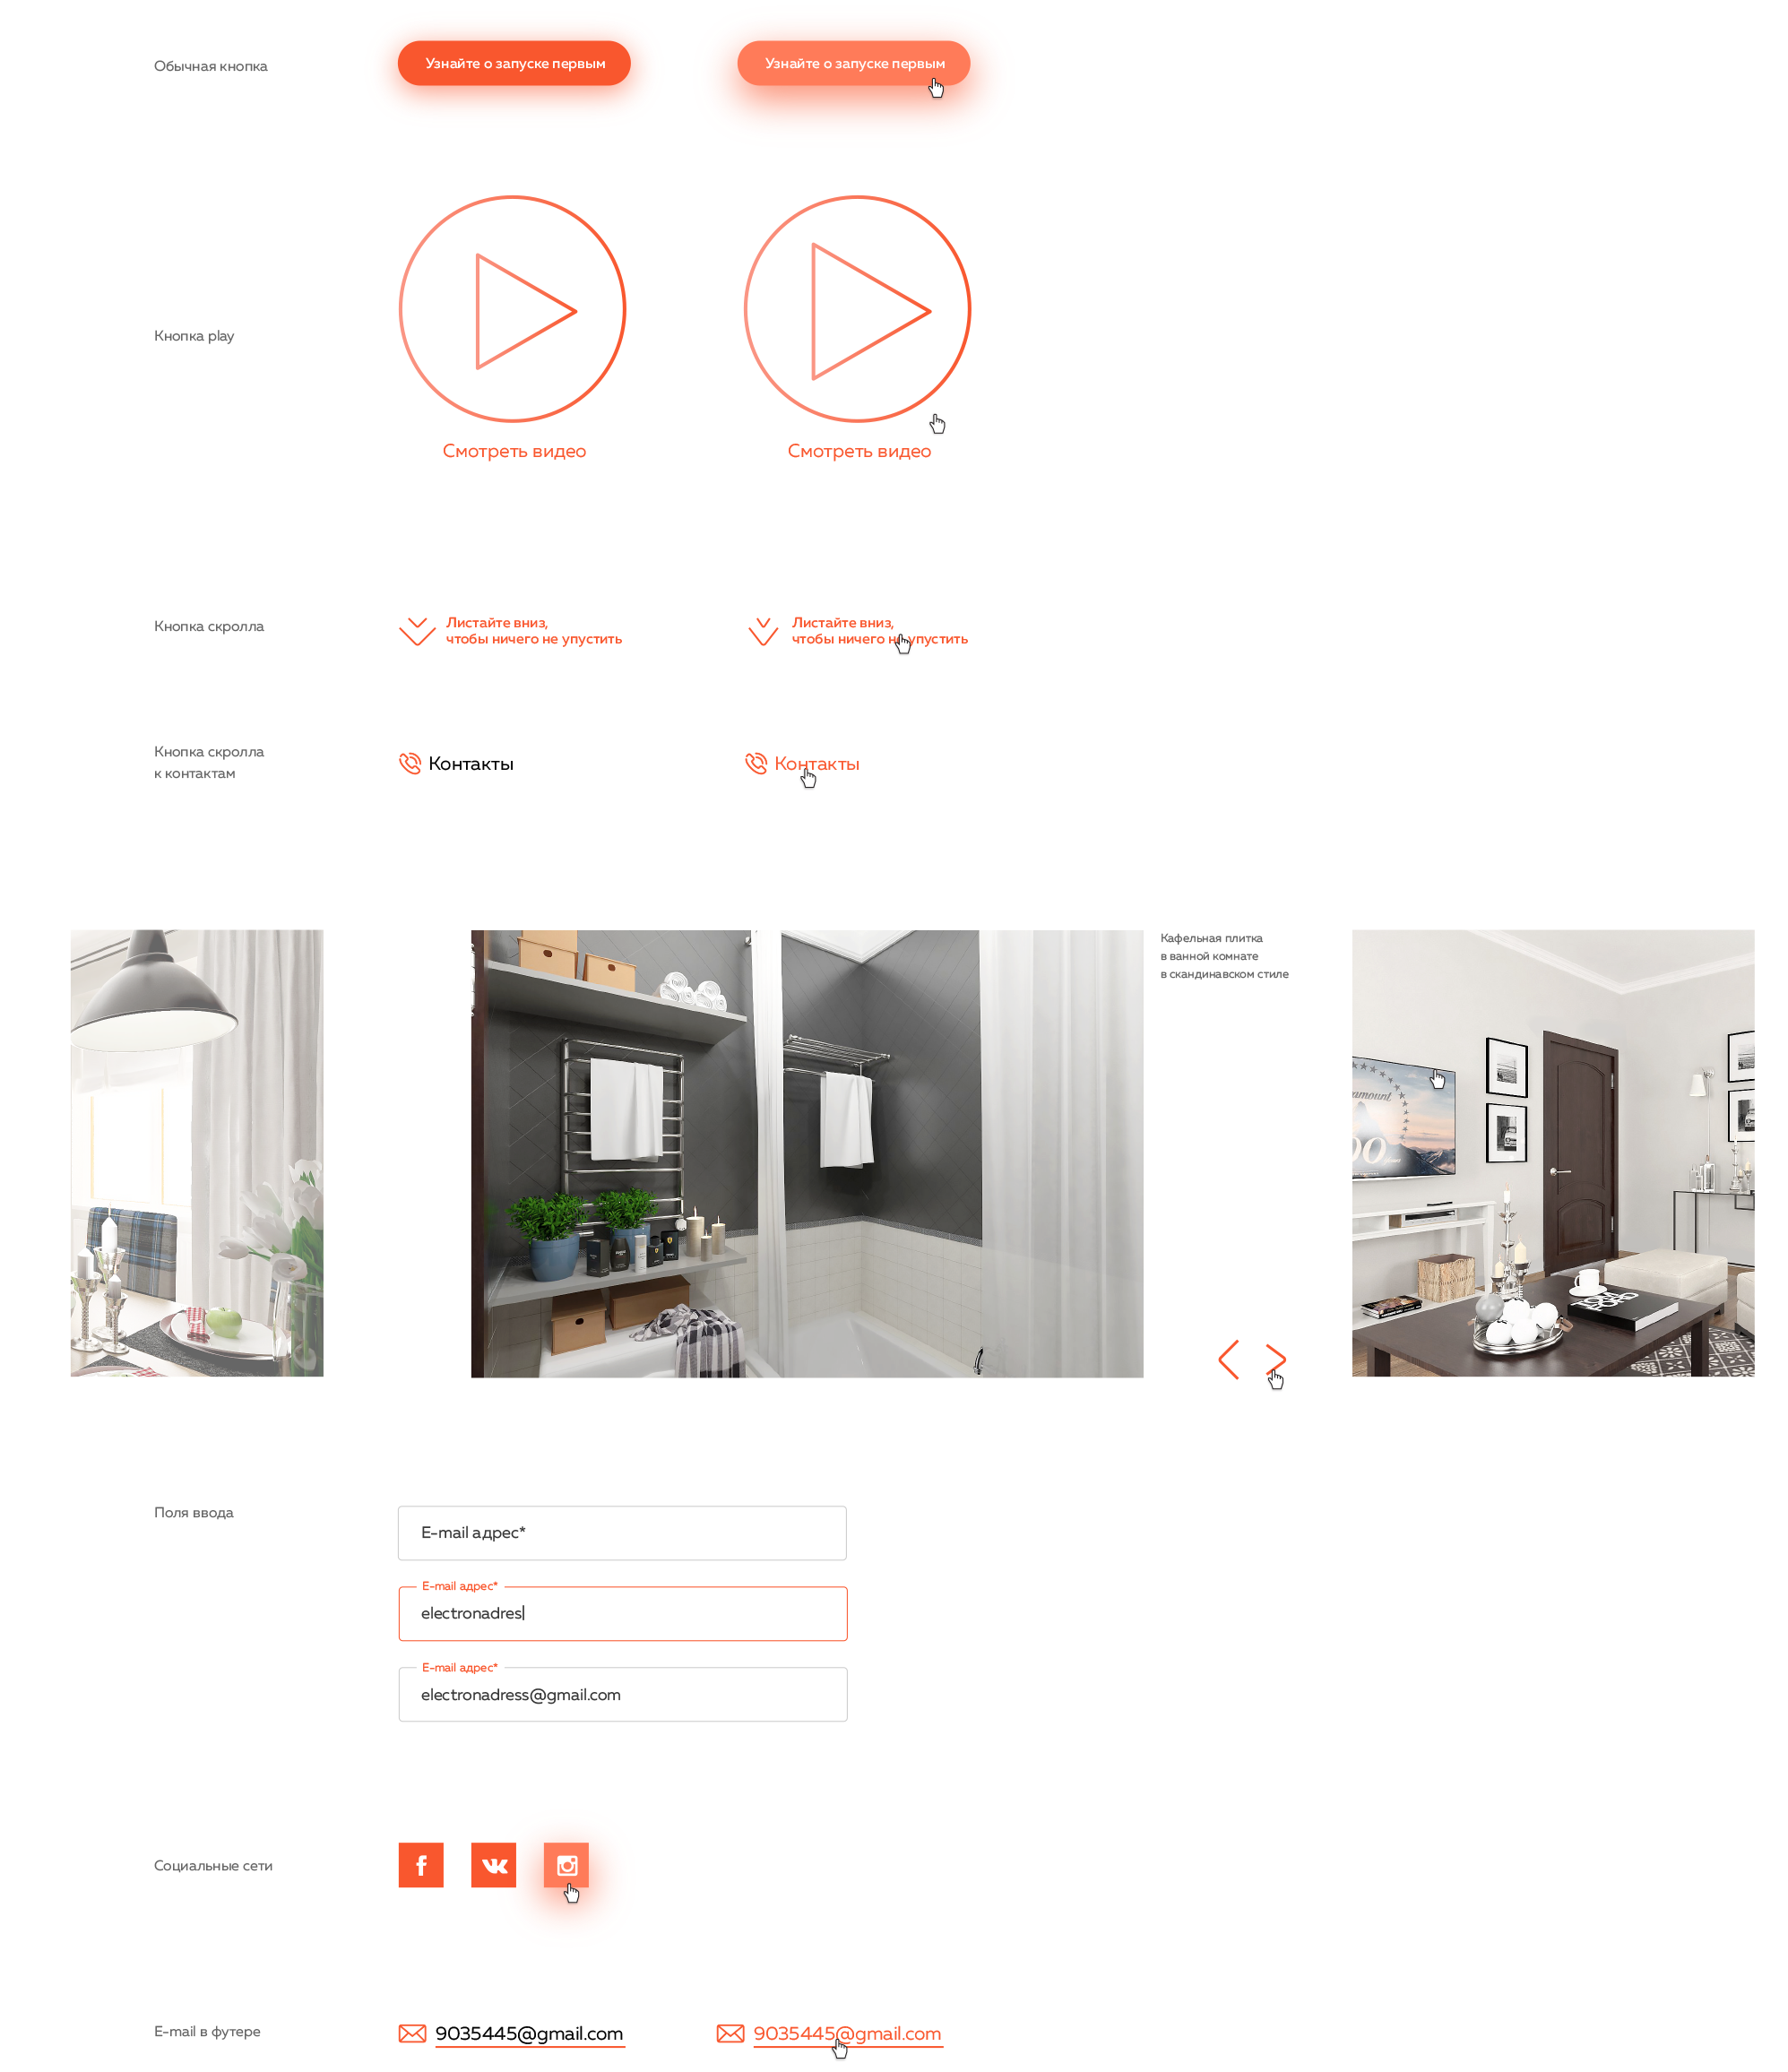 Обычная кнопка
Узнайте о запуске первым
Узнайте о запуске первым
Кнопка play
Смотреть видео
Смотреть видео
Кнопка скролла
Листайте вниз,
чтобы ничего не упустить
Листайте вниз,
чтобы ничего не упустить
Кнопка скролла
к контактам
Контакты
Контакты
Кафельная плитка
в ванной комнате
в скандинавском стиле
Поля ввода
E-mail адрес*
E-mail адрес*
electronadres
E-mail адрес*
electronadress@gmail.com
Социальные сети
E-mail в футере
9035445@gmail.com
9035445@gmail.com